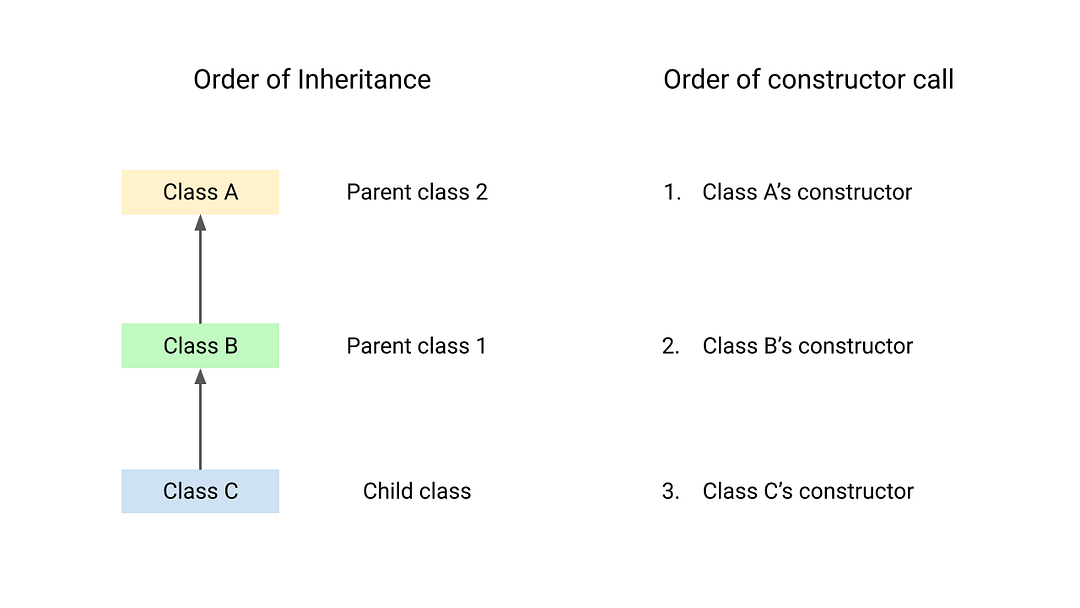 Order of Inheritance
Order of constructor call
Class A
Parent class 2
1. Class A’s constructor
Class B
Parent class 1
2. Class B’s constructor
Class C
Child class
3. Class C’s constructor